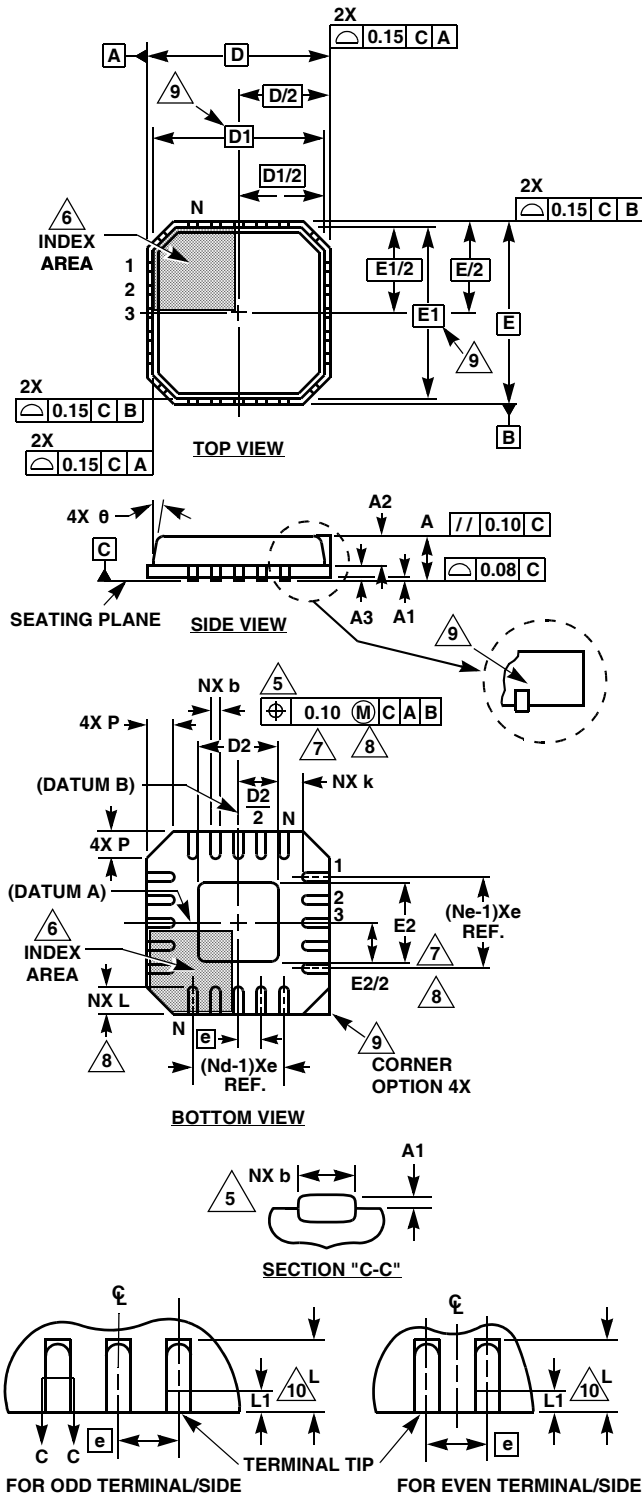 2X
0.15 C A
A
D
D/2
9
D1
D1/2
2X
0.15 C B
N
6
INDEX
AREA
1
2
3
E1/2
E/2
E1
E
9
2X
0.15 C B
B
2X
0.15 C A
TOP VIEW
4X θ
A2
A
// 0.10 C
C
0.08 C
SEATING PLANE
SIDE VIEW
A3
A1
9
NX b
5
⌖ 0.10 Ⓜ C A B
4X P
D2
7
8
(DATUM B)
D2
2
N
NX k
4X P
1
(DATUM A)
2
3
(Ne-1)Xe
REF.
6
INDEX
AREA
E2
7
E2/2
8
NX L
8
N
e
(Nd-1)Xe
REF.
9
CORNER
OPTION 4X
BOTTOM VIEW
A1
NX b
5
SECTION "C-C"
℄
℄
10
L
L1
10
L
L1
C C
e
TERMINAL TIP
e
FOR ODD TERMINAL/SIDE
FOR EVEN TERMINAL/SIDE